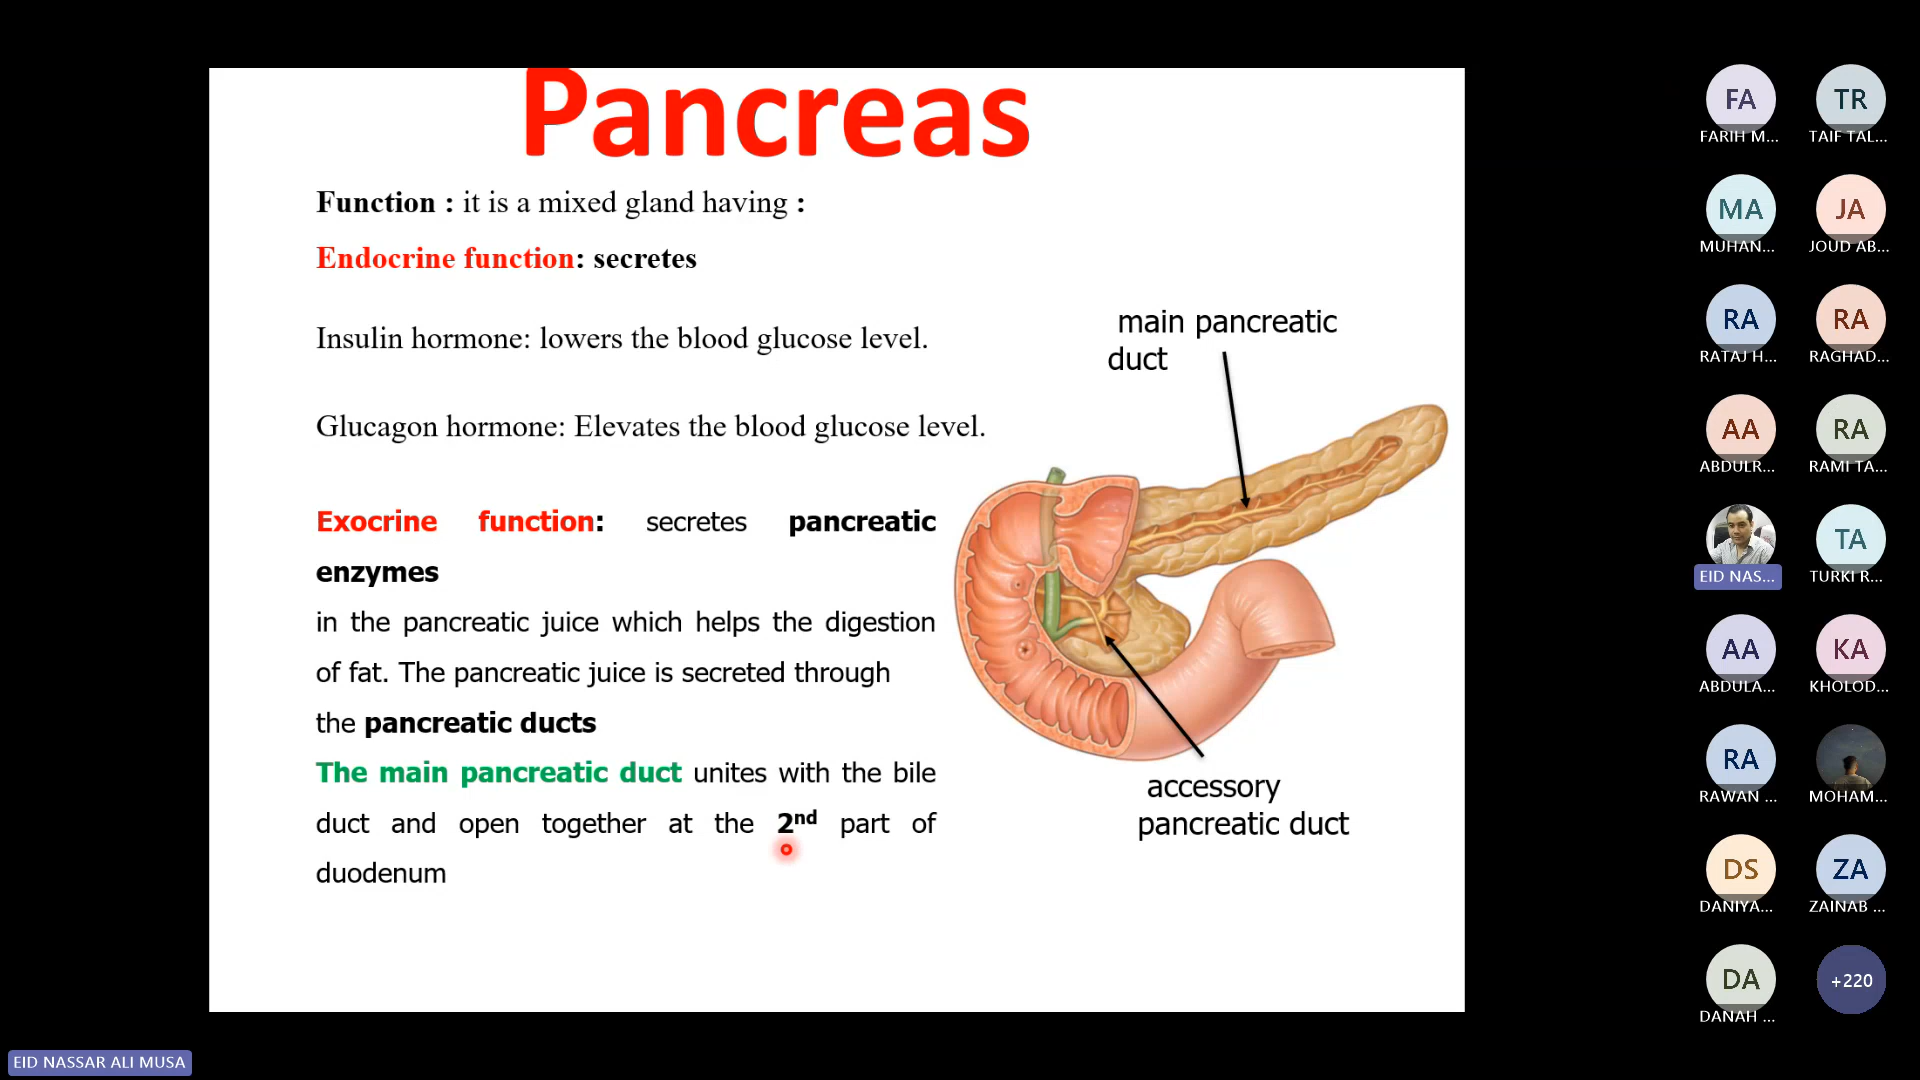 Pancreas
Function : it is a mixed gland having :
Endocrine function: secretes
Insulin hormone: lowers the blood glucose level.
Glucagon hormone: Elevates the blood glucose level.
Exocrine function: secretes pancreatic
enzymes
in the pancreatic juice which helps the digestion
of fat. The pancreatic juice is secreted through
the pancreatic ducts
The main pancreatic duct unites with the bile
duct and open together at the 2nd part of
duodenum
main pancreatic
duct
accessory
pancreatic duct
FA
FARIH M...
TR
TAIF TAL...
MA
MUHAN...
JA
JOUD AB...
RA
RATAJ H...
RA
RAGHAD...
AA
ABDULR...
RA
RAMI TA...
EID NAS...
TA
TURKI R...
AA
ABDULA...
KA
KHOLOD...
RA
RAWAN ...
MOHAM...
DS
DANIYA...
ZA
ZAINAB ...
DA
DANAH ...
+220
EID NASSAR ALI MUSA